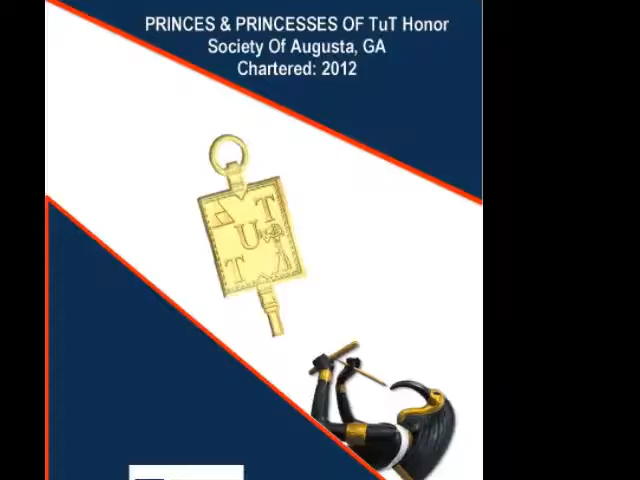 PRINCES & PRINCESSES OF TuT Honor
Society Of Augusta, GA
Chartered: 2012
A T
U
T